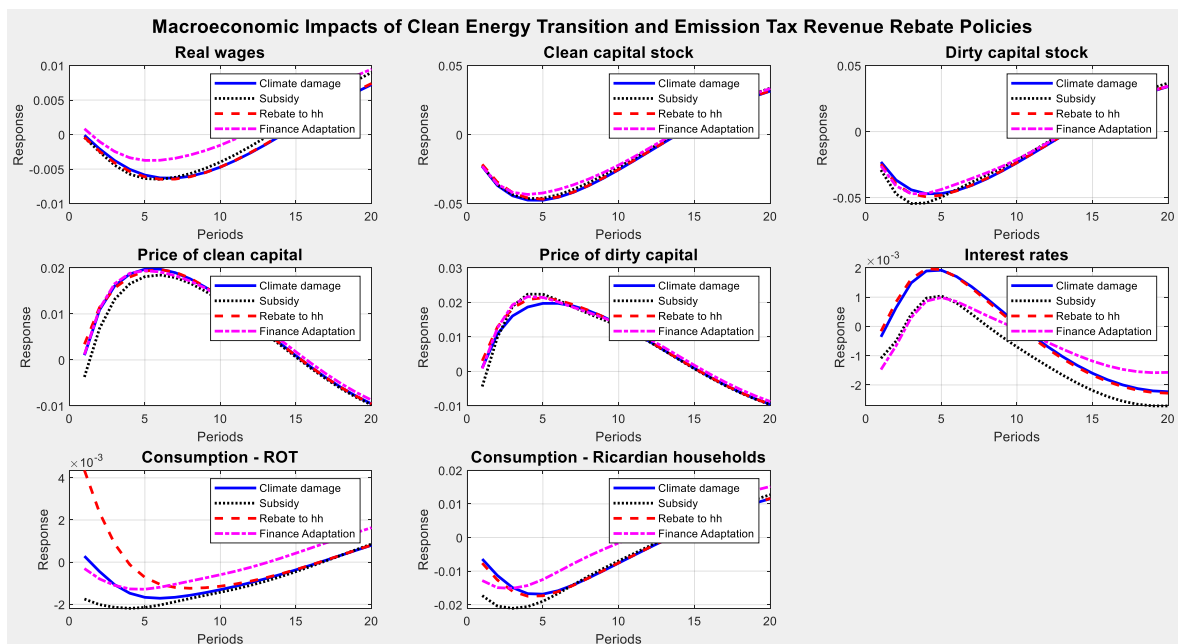 Macroeconomic Impacts of Clean Energy Transition and Emission Tax Revenue Rebate Policies
Real wages
0.01
0.005
0
-0.005
-0.01
Response
0 5 10 15 20
Periods
Climate damage
Subsidy
Rebate to hh
Finance Adaptation
Clean capital stock
0.05
0
-0.05
Response
0 5 10 15 20
Periods
Climate damage
Subsidy
Rebate to hh
Finance Adaptation
Dirty capital stock
0.05
0
-0.05
Response
0 5 10 15 20
Periods
Climate damage
Subsidy
Rebate to hh
Finance Adaptation
Price of clean capital
0.02
0.01
0
-0.01
Response
0 5 10 15 20
Periods
Climate damage
Subsidy
Rebate to hh
Finance Adaptation
Price of dirty capital
0.03
0.02
0.01
0
-0.01
Response
0 5 10 15 20
Periods
Climate damage
Subsidy
Rebate to hh
Finance Adaptation
Interest rates
×10⁻³
2
1
0
-1
-2
Response
0 5 10 15 20
Periods
Climate damage
Subsidy
Rebate to hh
Finance Adaptation
Consumption - ROT
×10⁻³
4
2
0
-2
Response
0 5 10 15 20
Periods
Climate damage
Subsidy
Rebate to hh
Finance Adaptation
Consumption - Ricardian households
0.02
0.01
0
-0.01
-0.02
Response
0 5 10 15 20
Periods
Climate damage
Subsidy
Rebate to hh
Finance Adaptation